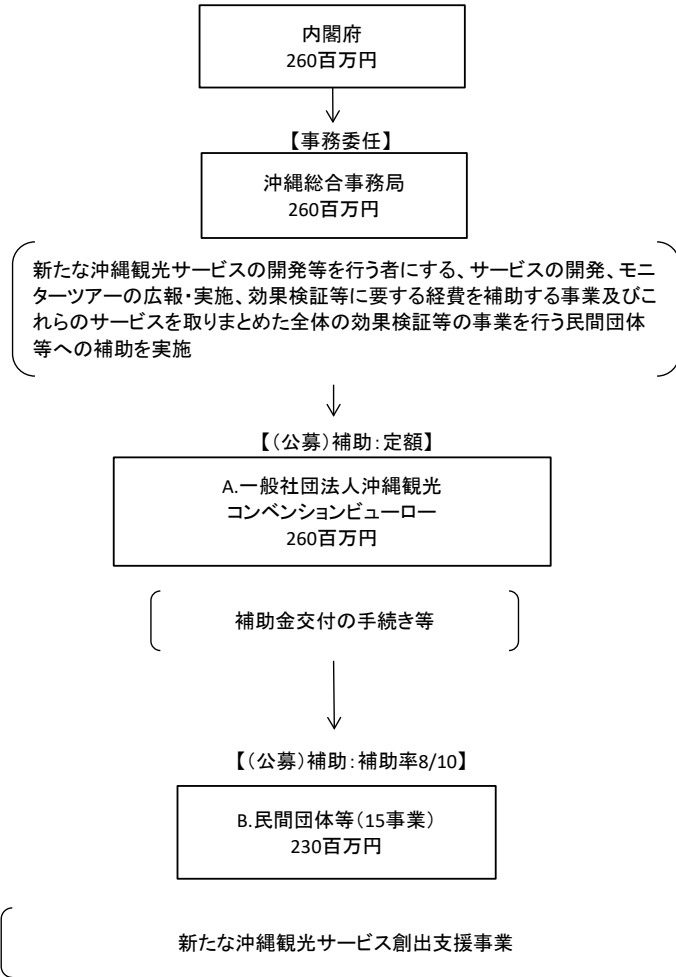 内閣府
260百万円
【事務委任】
沖縄総合事務局
260百万円
新たな沖縄観光サービスの開発等を行う者にする、サービスの開発、モニ
ターツアーの広報・実施、効果検証等に要する経費を補助する事業及びこ
れらのサービスを取りまとめた全体の効果検証等の事業を行う民間団体
等への補助を実施
【(公募)補助:定額】
A.一般社団法人沖縄観光
コンベンションビューロー
260百万円
補助金交付の手続き等
【(公募)補助:補助率8/10】
B.民間団体等(15事業)
230百万円
新たな沖縄観光サービス創出支援事業